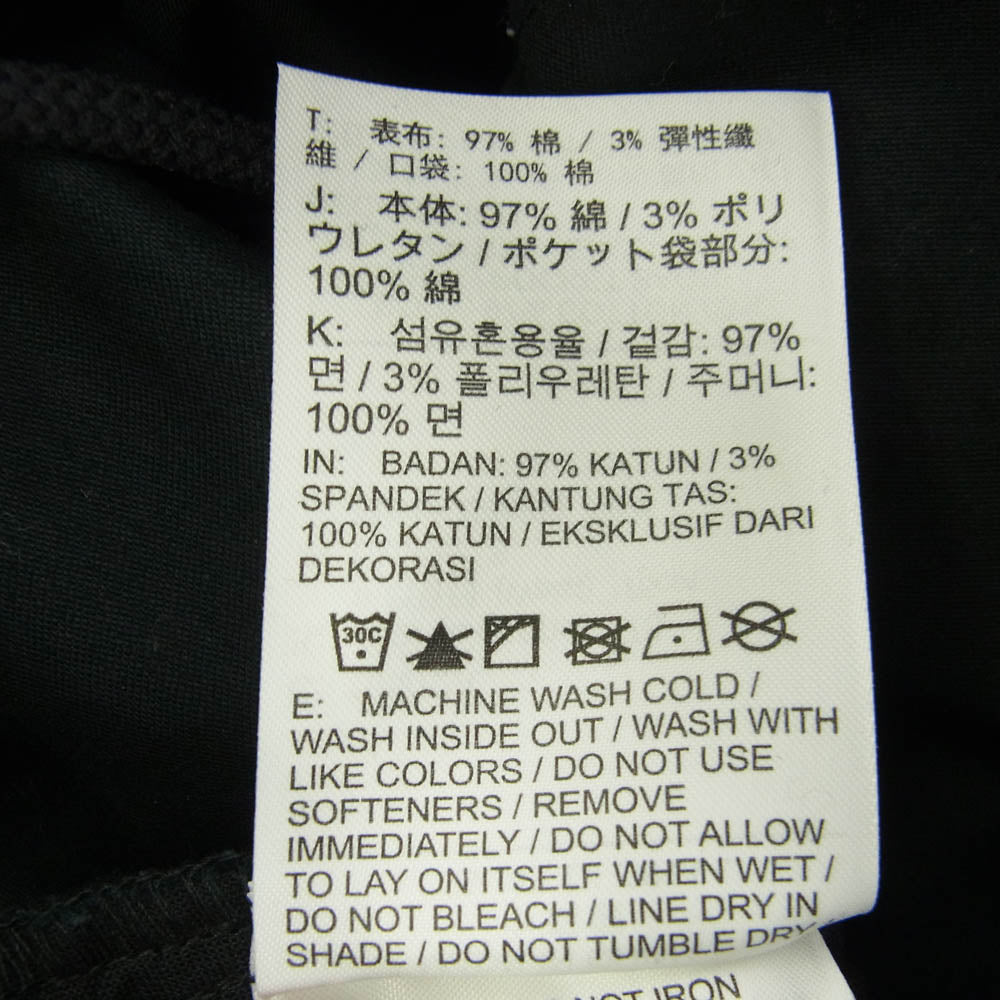 T: 表布: 97% 棉 / 3% 彈性纖
維 / 口袋: 100% 棉
J: 本体: 97% 綿 / 3% ポリ
ウレタン / ポケット袋部分:
100% 綿
K: 섬유혼용율 / 겉감: 97%
면 / 3% 폴리우레탄 / 주머니:
100% 면
IN: BADAN: 97% KATUN / 3%
SPANDEK / KANTUNG TAS:
100% KATUN / EKSKLUSIF DARI
DEKORASI
30C
E: MACHINE WASH COLD /
WASH INSIDE OUT / WASH WITH
LIKE COLORS / DO NOT USE
SOFTENERS / REMOVE
IMMEDIATELY / DO NOT ALLOW
TO LAY ON ITSELF WHEN WET /
DO NOT BLEACH / LINE DRY IN
SHADE / DO NOT TUMBLE DRY
NOT IRON